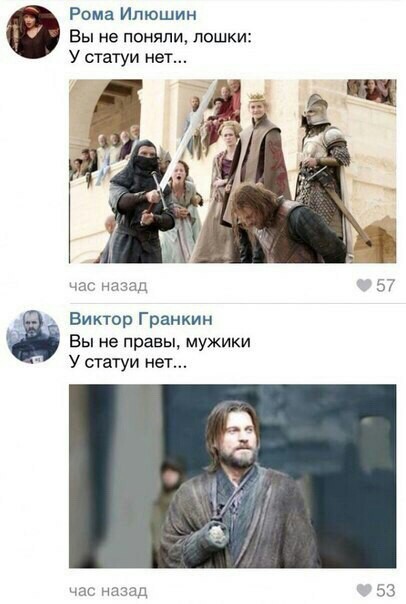 Рома Илюшин
Вы не поняли, лошки:
У статуи нет...
час назад
57
Виктор Гранкин
Вы не правы, мужики
У статуи нет...
час назад
53